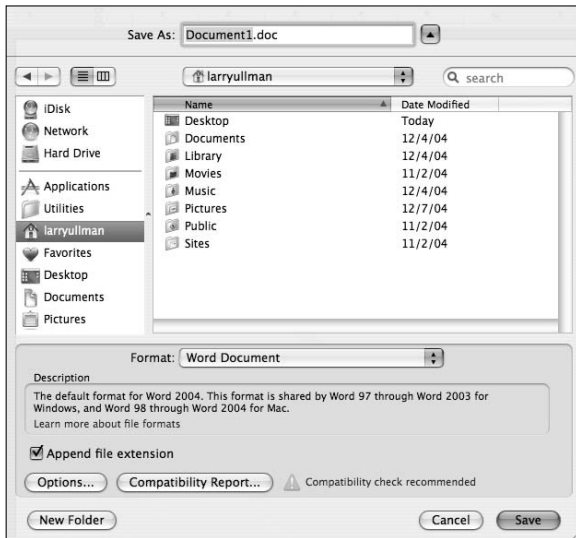 Save As: Document1.doc
larryullman
search
iDisk
Network
Hard Drive
Applications
Utilities
larryullman
Favorites
Desktop
Documents
Pictures
Name Date Modified
Desktop Today
Documents 12/4/04
Library 12/4/04
Movies 11/2/04
Music 12/4/04
Pictures 12/7/04
Public 11/2/04
Sites 11/2/04
Format: Word Document
Description
The default format for Word 2004. This format is shared by Word 97 through Word 2003 for
Windows, and Word 98 through Word 2004 for Mac.
Learn more about file formats
Append file extension
Options... Compatibility Report... Compatibility check recommended
New Folder Cancel Save